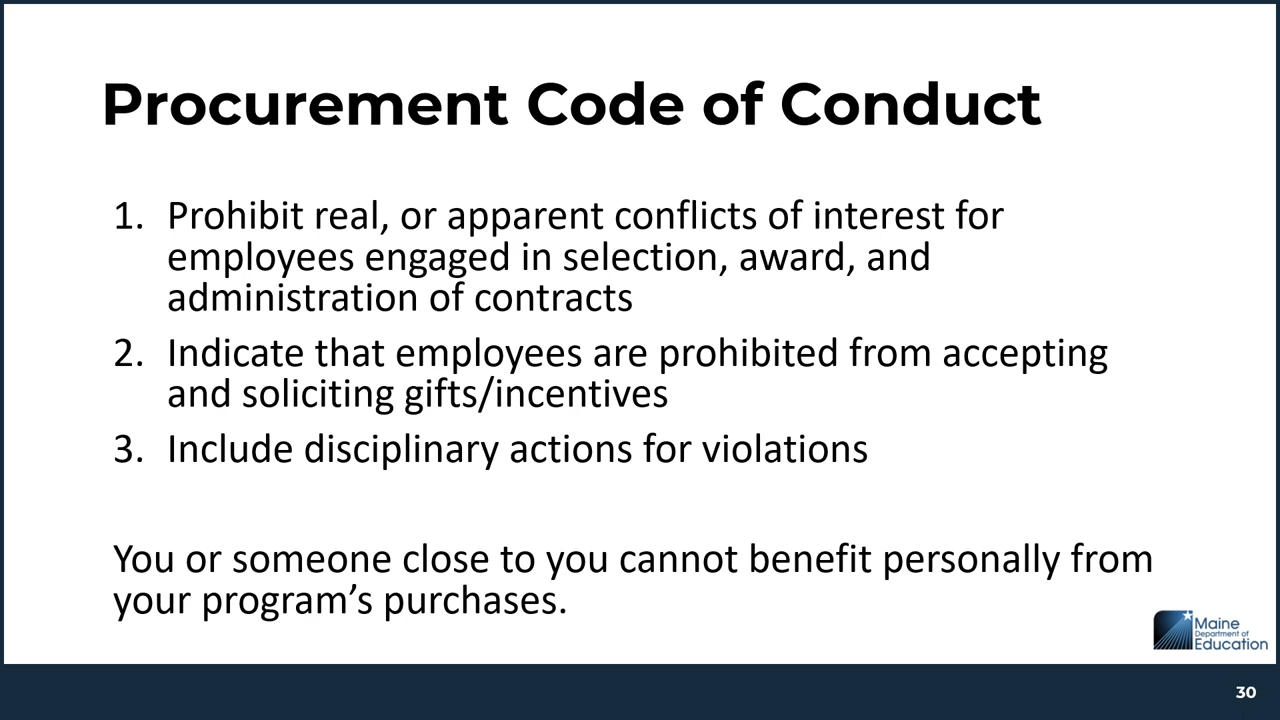 Procurement Code of Conduct
1. Prohibit real, or apparent conflicts of interest for
employees engaged in selection, award, and
administration of contracts
2. Indicate that employees are prohibited from accepting
and soliciting gifts/incentives
3. Include disciplinary actions for violations
You or someone close to you cannot benefit personally from
your program’s purchases.
Maine
Department of
Education
30